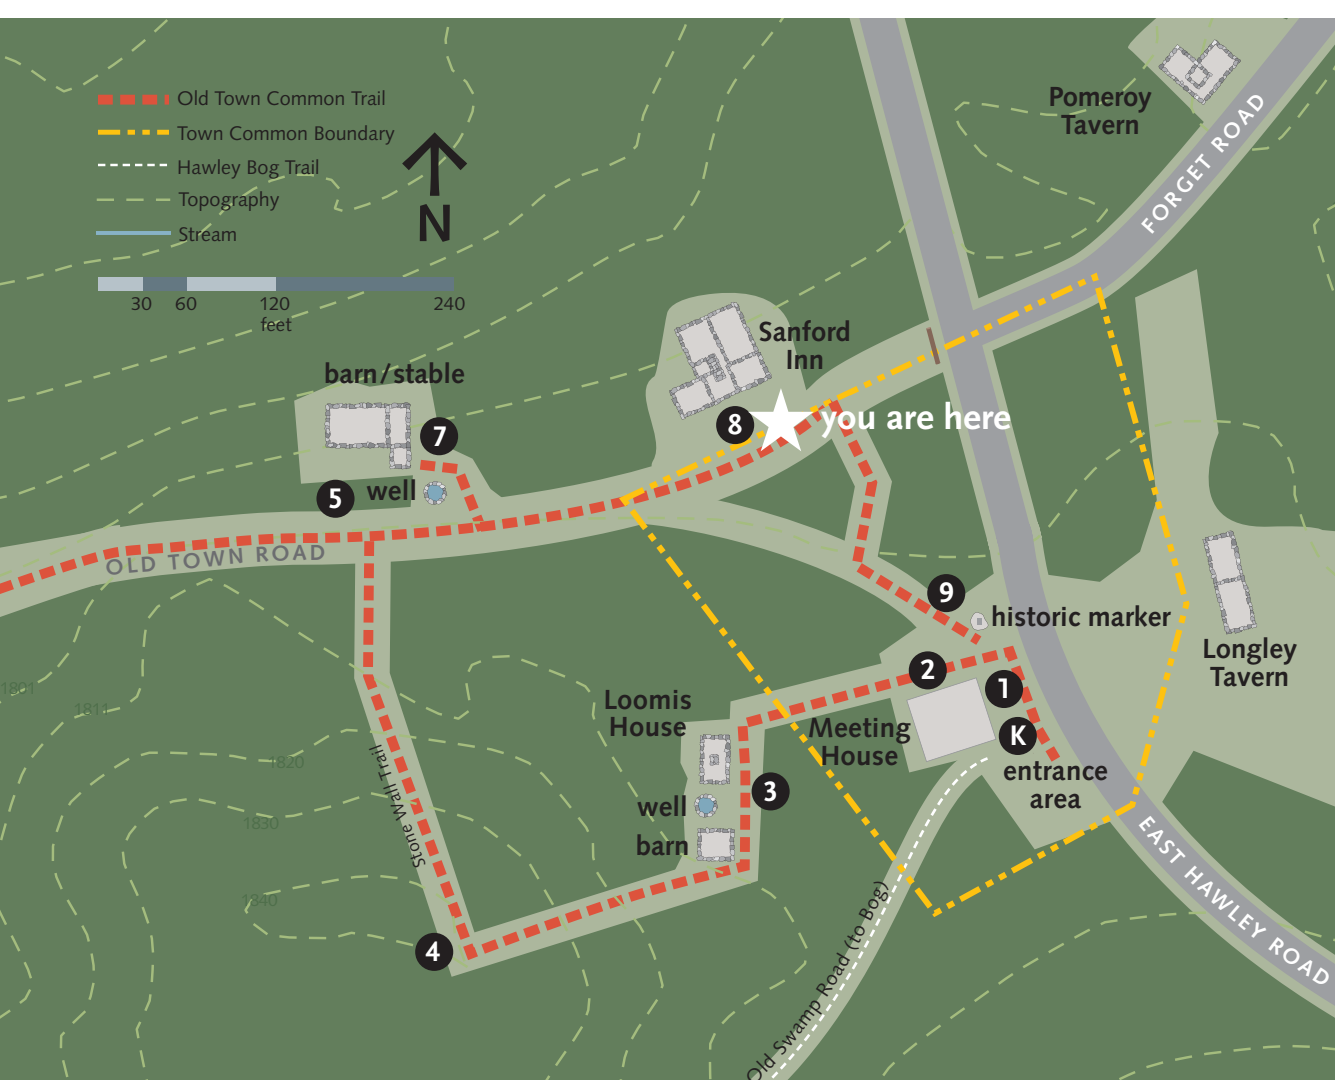 Old Town Common Trail
Town Common Boundary
Hawley Bog Trail
Topography
Stream
N
30 60 120 240
feet
Pomeroy
Tavern
FORGET ROAD
Sanford
Inn
barn/stable
7
8
you are here
5
well
OLD TOWN ROAD
9
historic marker
Longley
Tavern
2
1
K
Meeting
House
entrance
area
Loomis
House
3
well
barn
1801
1811
1820
1830
1840
Stone Wall Trail
4
Old Swamp Road (to Bog)
EAST HAWLEY ROAD